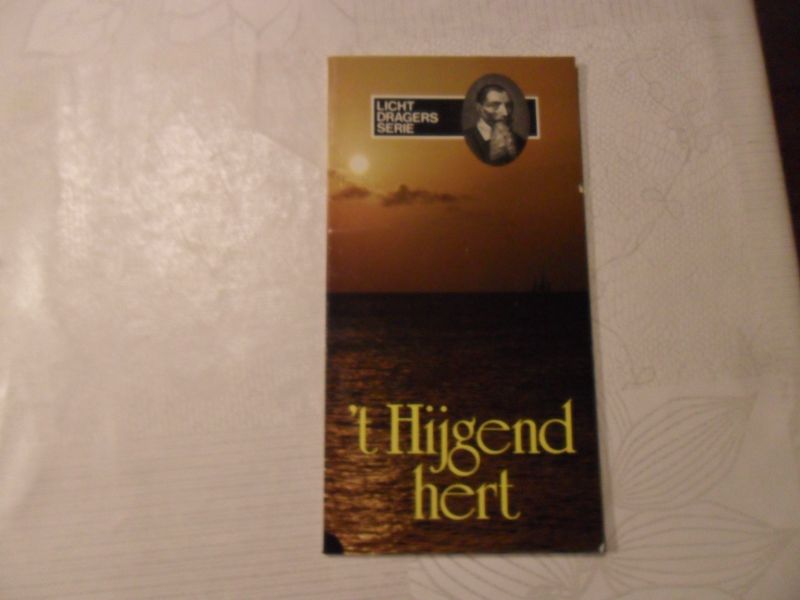 LICHT
DRAGERS
SERIE
't Hijgend
hert